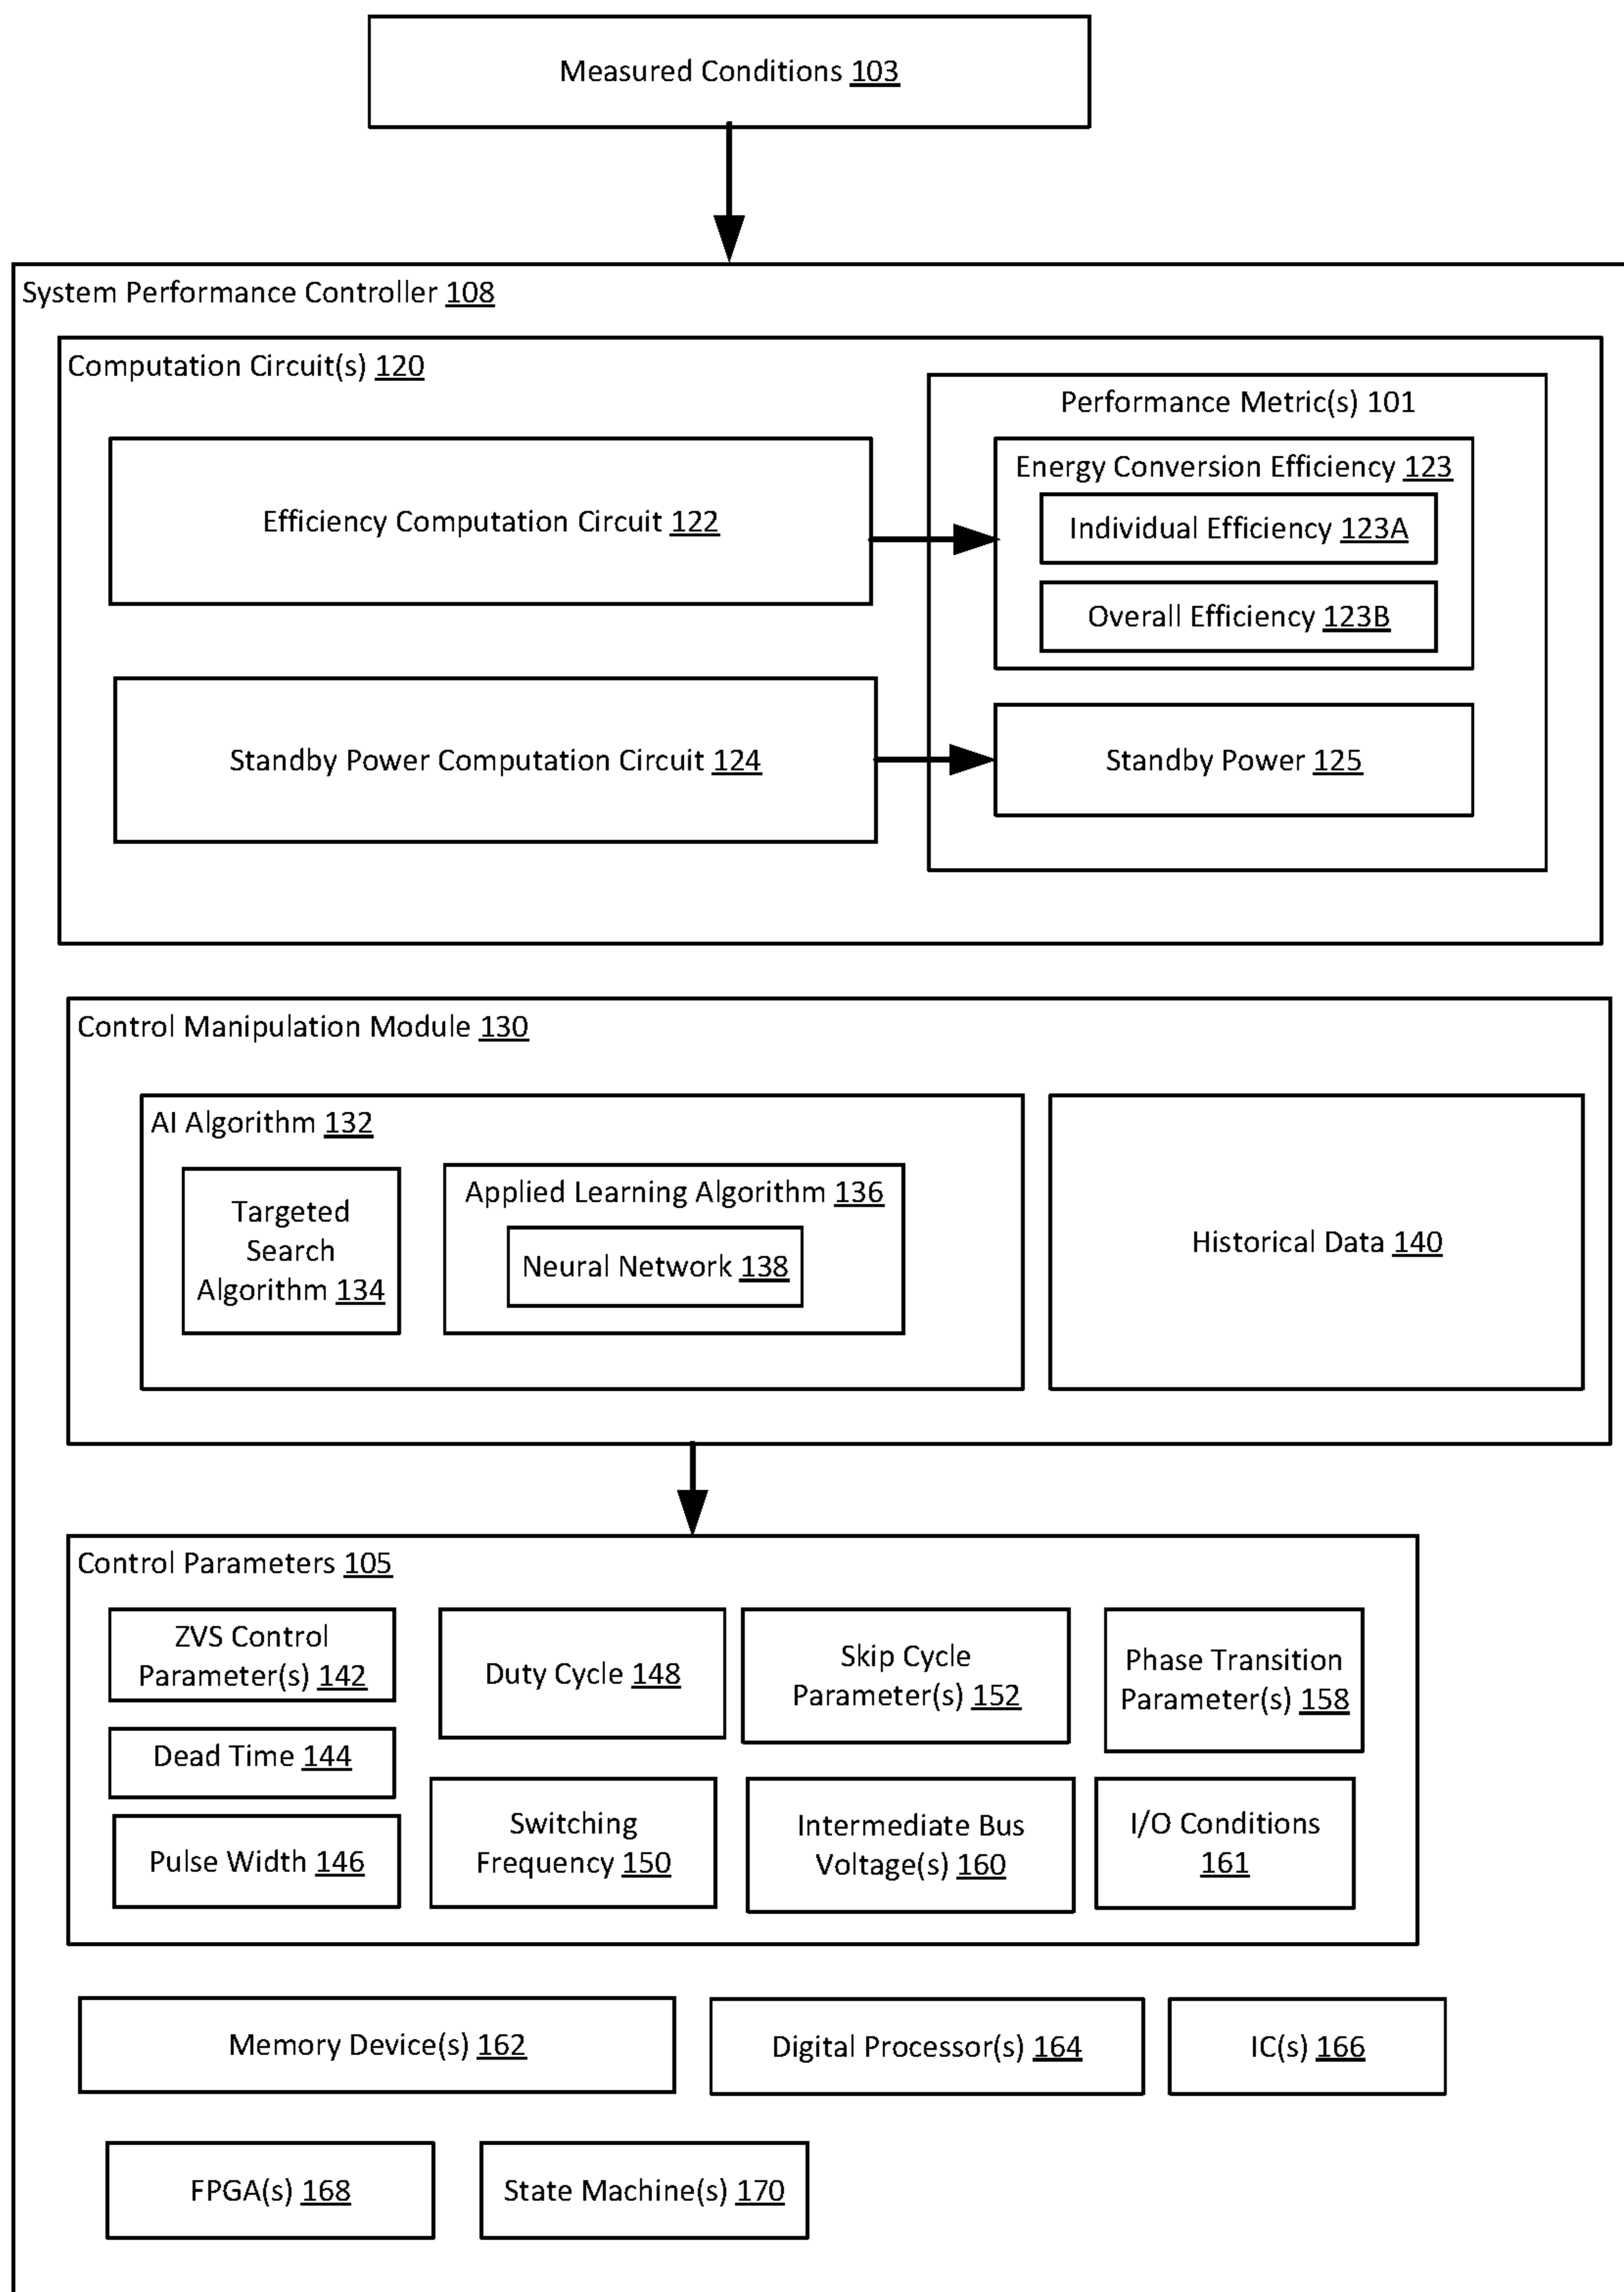 Measured Conditions 103
System Performance Controller 108
Computation Circuit(s) 120
Performance Metric(s) 101
Efficiency Computation Circuit 122
Energy Conversion Efficiency 123
Individual Efficiency 123A
Overall Efficiency 123B
Standby Power Computation Circuit 124
Standby Power 125
Control Manipulation Module 130
AI Algorithm 132
Targeted
Search
Algorithm 134
Applied Learning Algorithm 136
Neural Network 138
Historical Data 140
Control Parameters 105
ZVS Control
Parameter(s) 142
Duty Cycle 148
Skip Cycle
Parameter(s) 152
Phase Transition
Parameter(s) 158
Dead Time 144
Pulse Width 146
Switching
Frequency 150
Intermediate Bus
Voltage(s) 160
I/O Conditions
161
Memory Device(s) 162
Digital Processor(s) 164
IC(s) 166
FPGA(s) 168
State Machine(s) 170